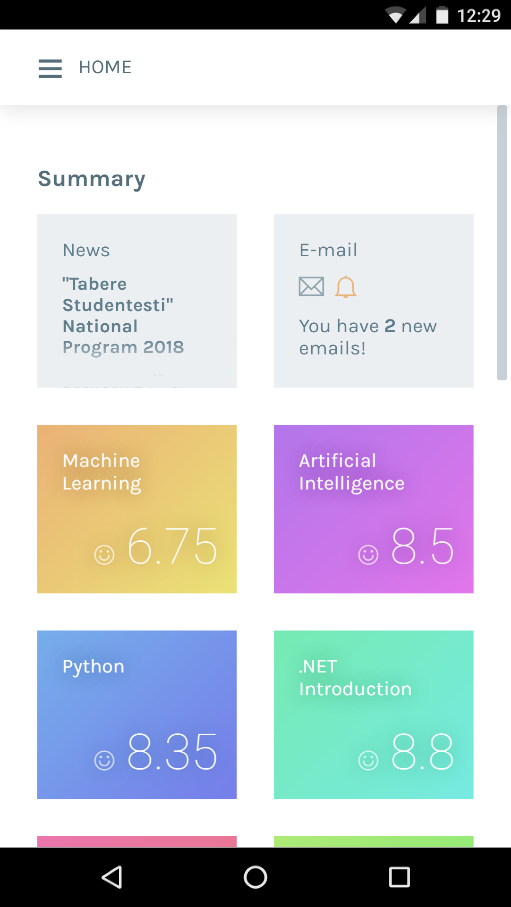 12:29
HOME
Summary
News
"Tabere
Studentesti"
National
Program 2018
E-mail
You have 2 new
emails!
Machine
Learning
6.75
Artificial
Intelligence
8.5
Python
8.35
.NET
Introduction
8.8